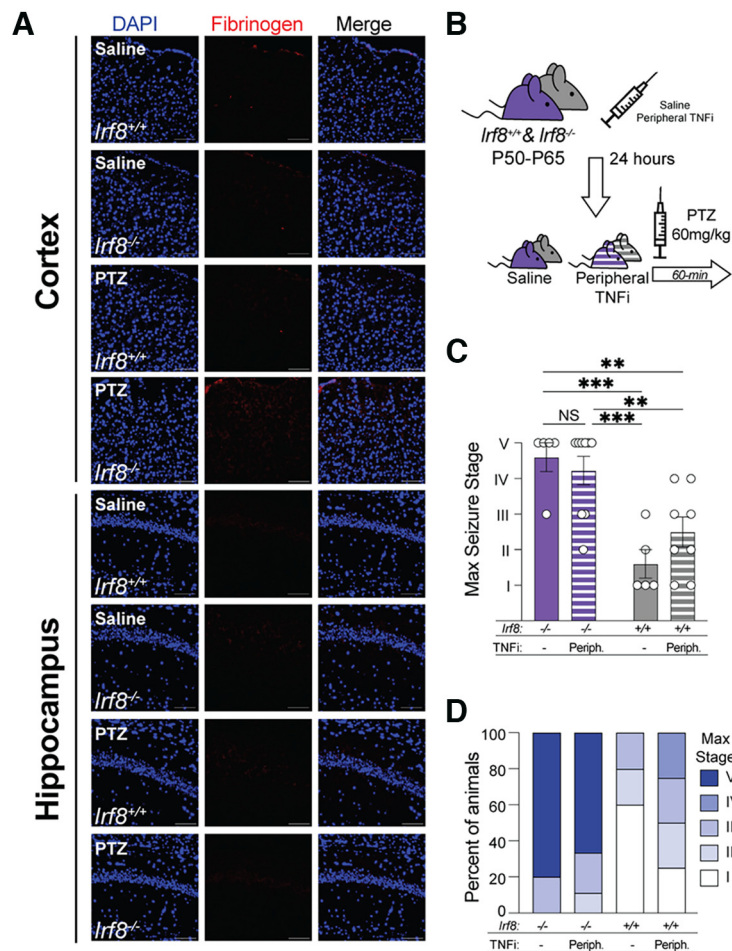 A
DAPI Fibrinogen Merge
Cortex
Saline
Irf8+/+
Saline
Irf8-/-
PTZ
Irf8+/+
PTZ
Irf8-/-
Hippocampus
Saline
Irf8+/+
Saline
Irf8-/-
PTZ
Irf8+/+
PTZ
Irf8-/-
B
Saline
Peripheral TNFi
Irf8+/+ & Irf8-/-
P50-P65
24 hours
PTZ
60mg/kg
Saline
Peripheral
TNFi
60-min
C
**
***
**
NS ***
Max Seizure Stage
V
IV
III
II
I
Irf8: -/- -/- +/+ +/+
TNFi: - Periph. - Periph.
D
Percent of animals
100
80
60
40
20
0
Max
Stage
V
I
Irf8: -/- -/- +/+ +/+
TNFi: - Periph. - Periph.